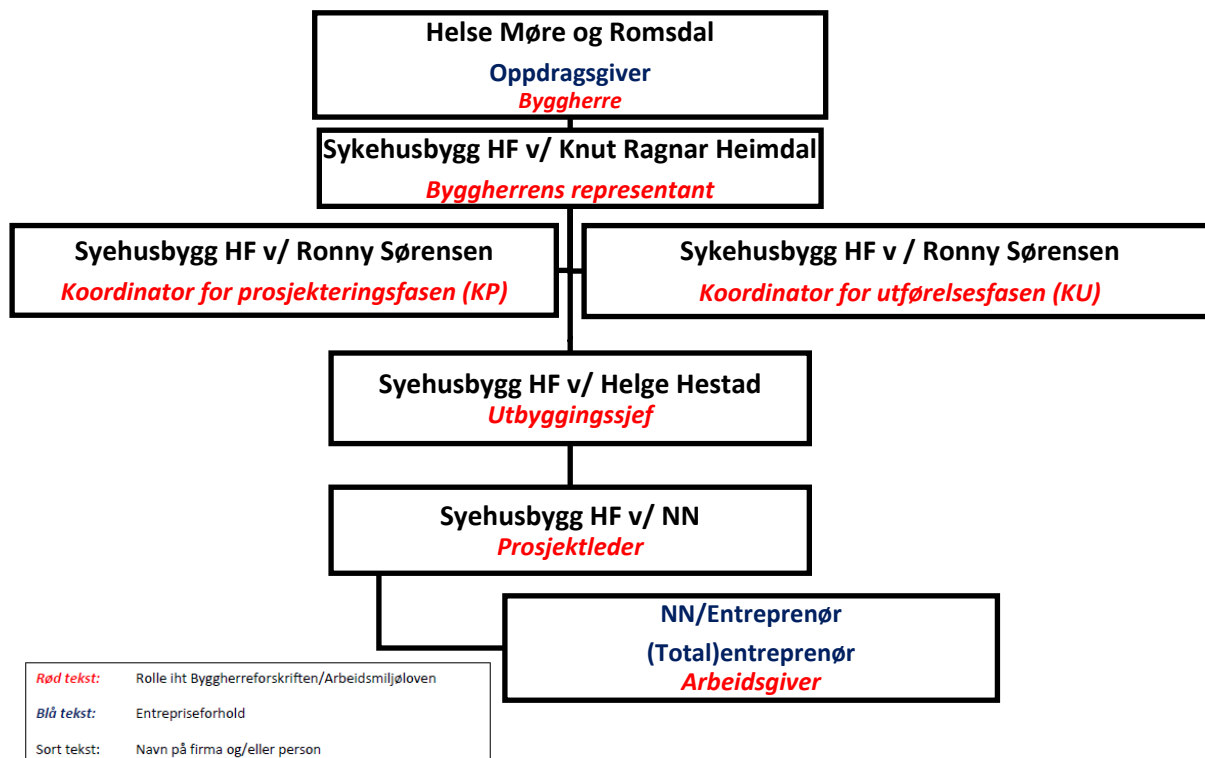 Helse Møre og Romsdal
Oppdragsgiver
Byggherre
Sykehusbygg HF v/ Knut Ragnar Heimdal
Byggherrens representant
Syehusbygg HF v/ Ronny Sørensen
Koordinator for prosjekteringsfasen (KP)
Sykehusbygg HF v / Ronny Sørensen
Koordinator for utførelsesfasen (KU)
Syehusbygg HF v/ Helge Hestad
Utbyggingssjef
Syehusbygg HF v/ NN
Prosjektleder
NN/Entreprenør
(Total)entreprenør
Arbeidsgiver
Rød tekst: Rolle iht Byggherreforskriften/Arbeidsmiljøloven
Blå tekst: Entrepriseforhold
Sort tekst: Navn på firma og/eller person